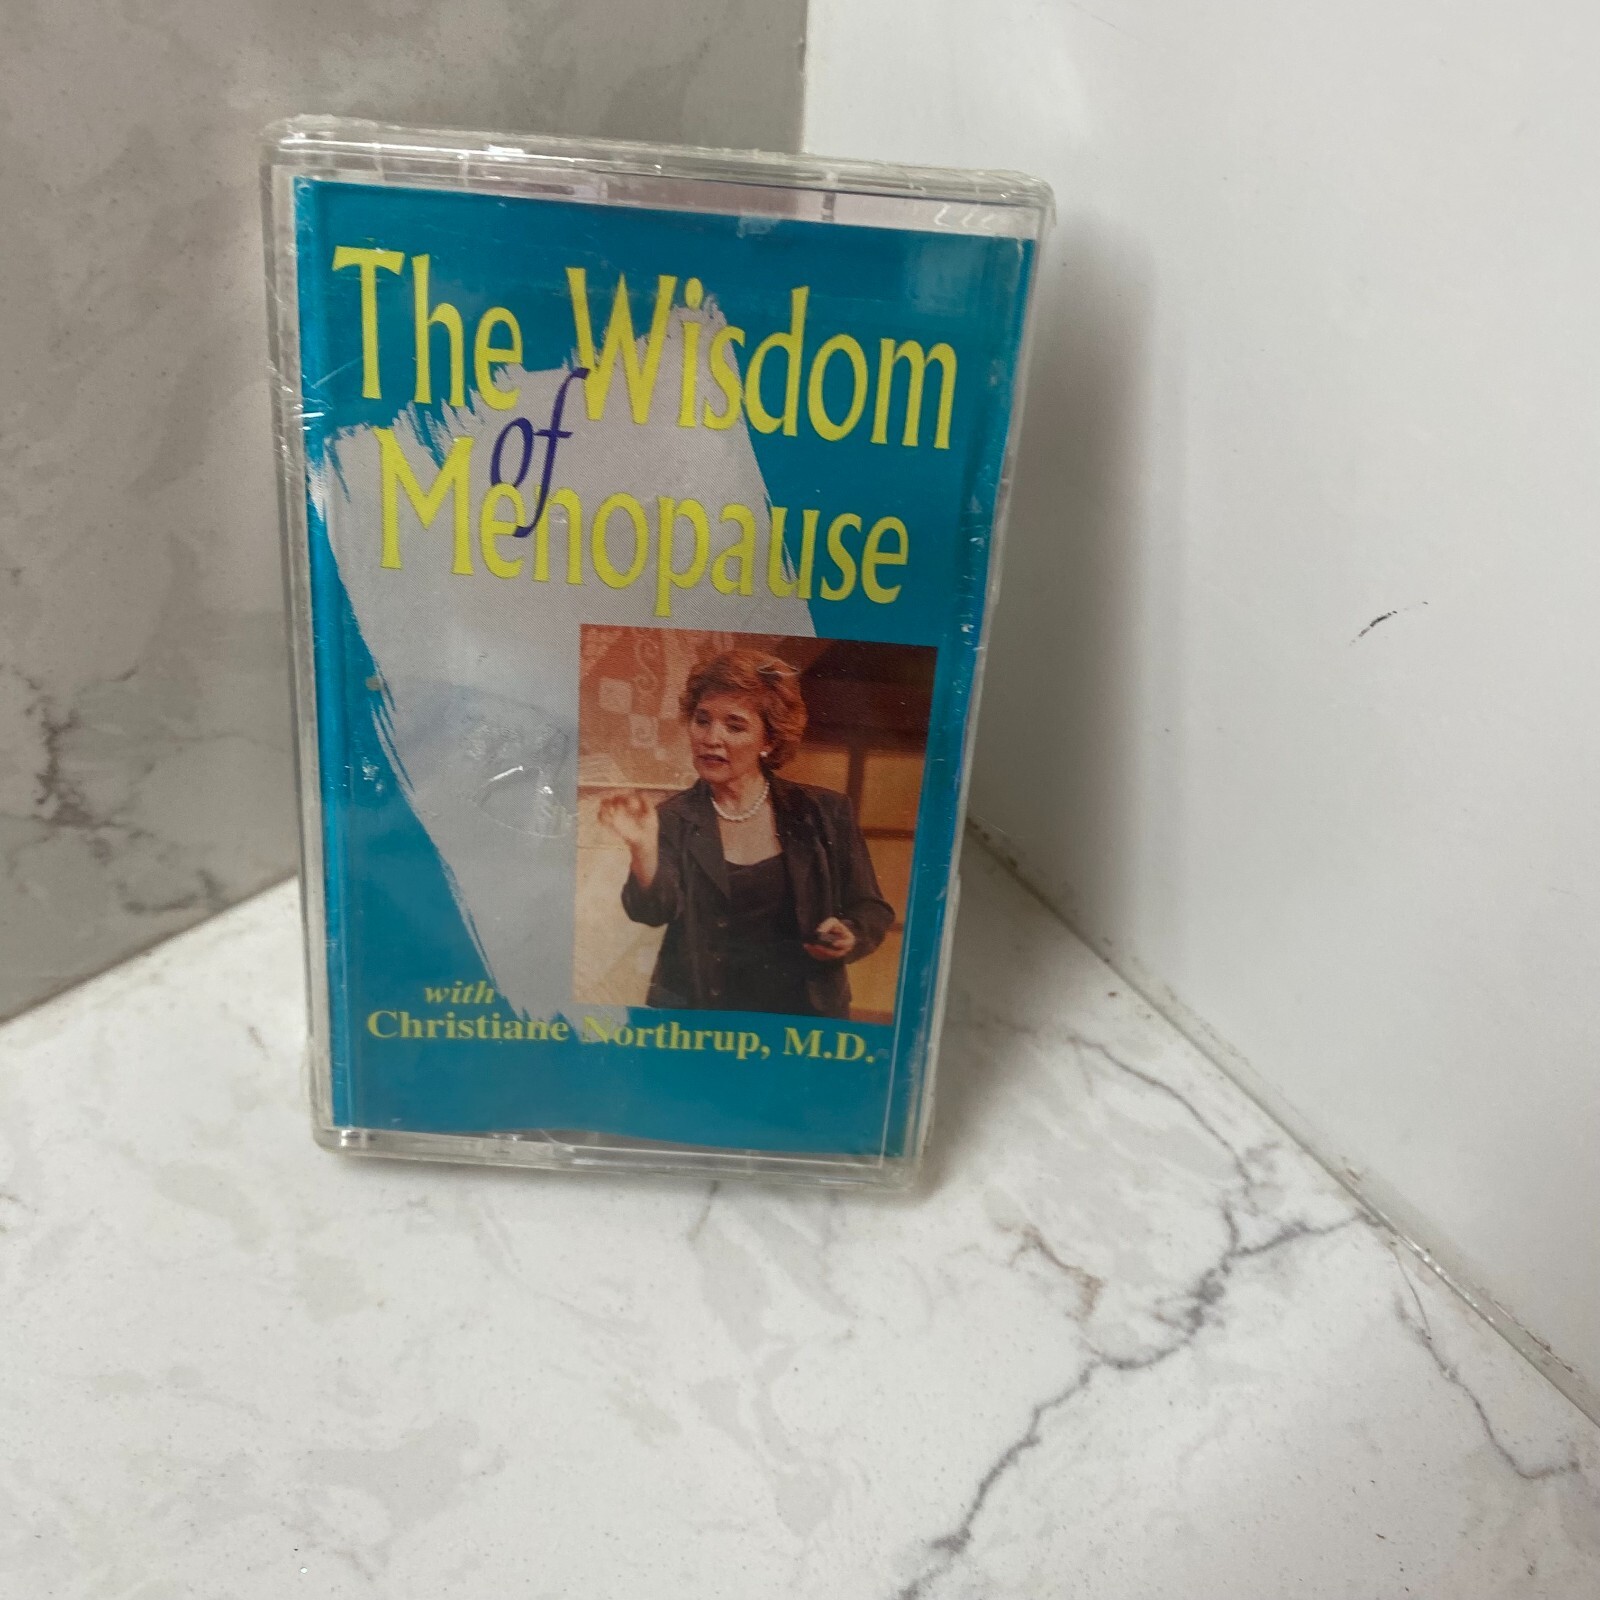 The Wisdom
of
Menopause
with
Christiane Northrup, M.D.